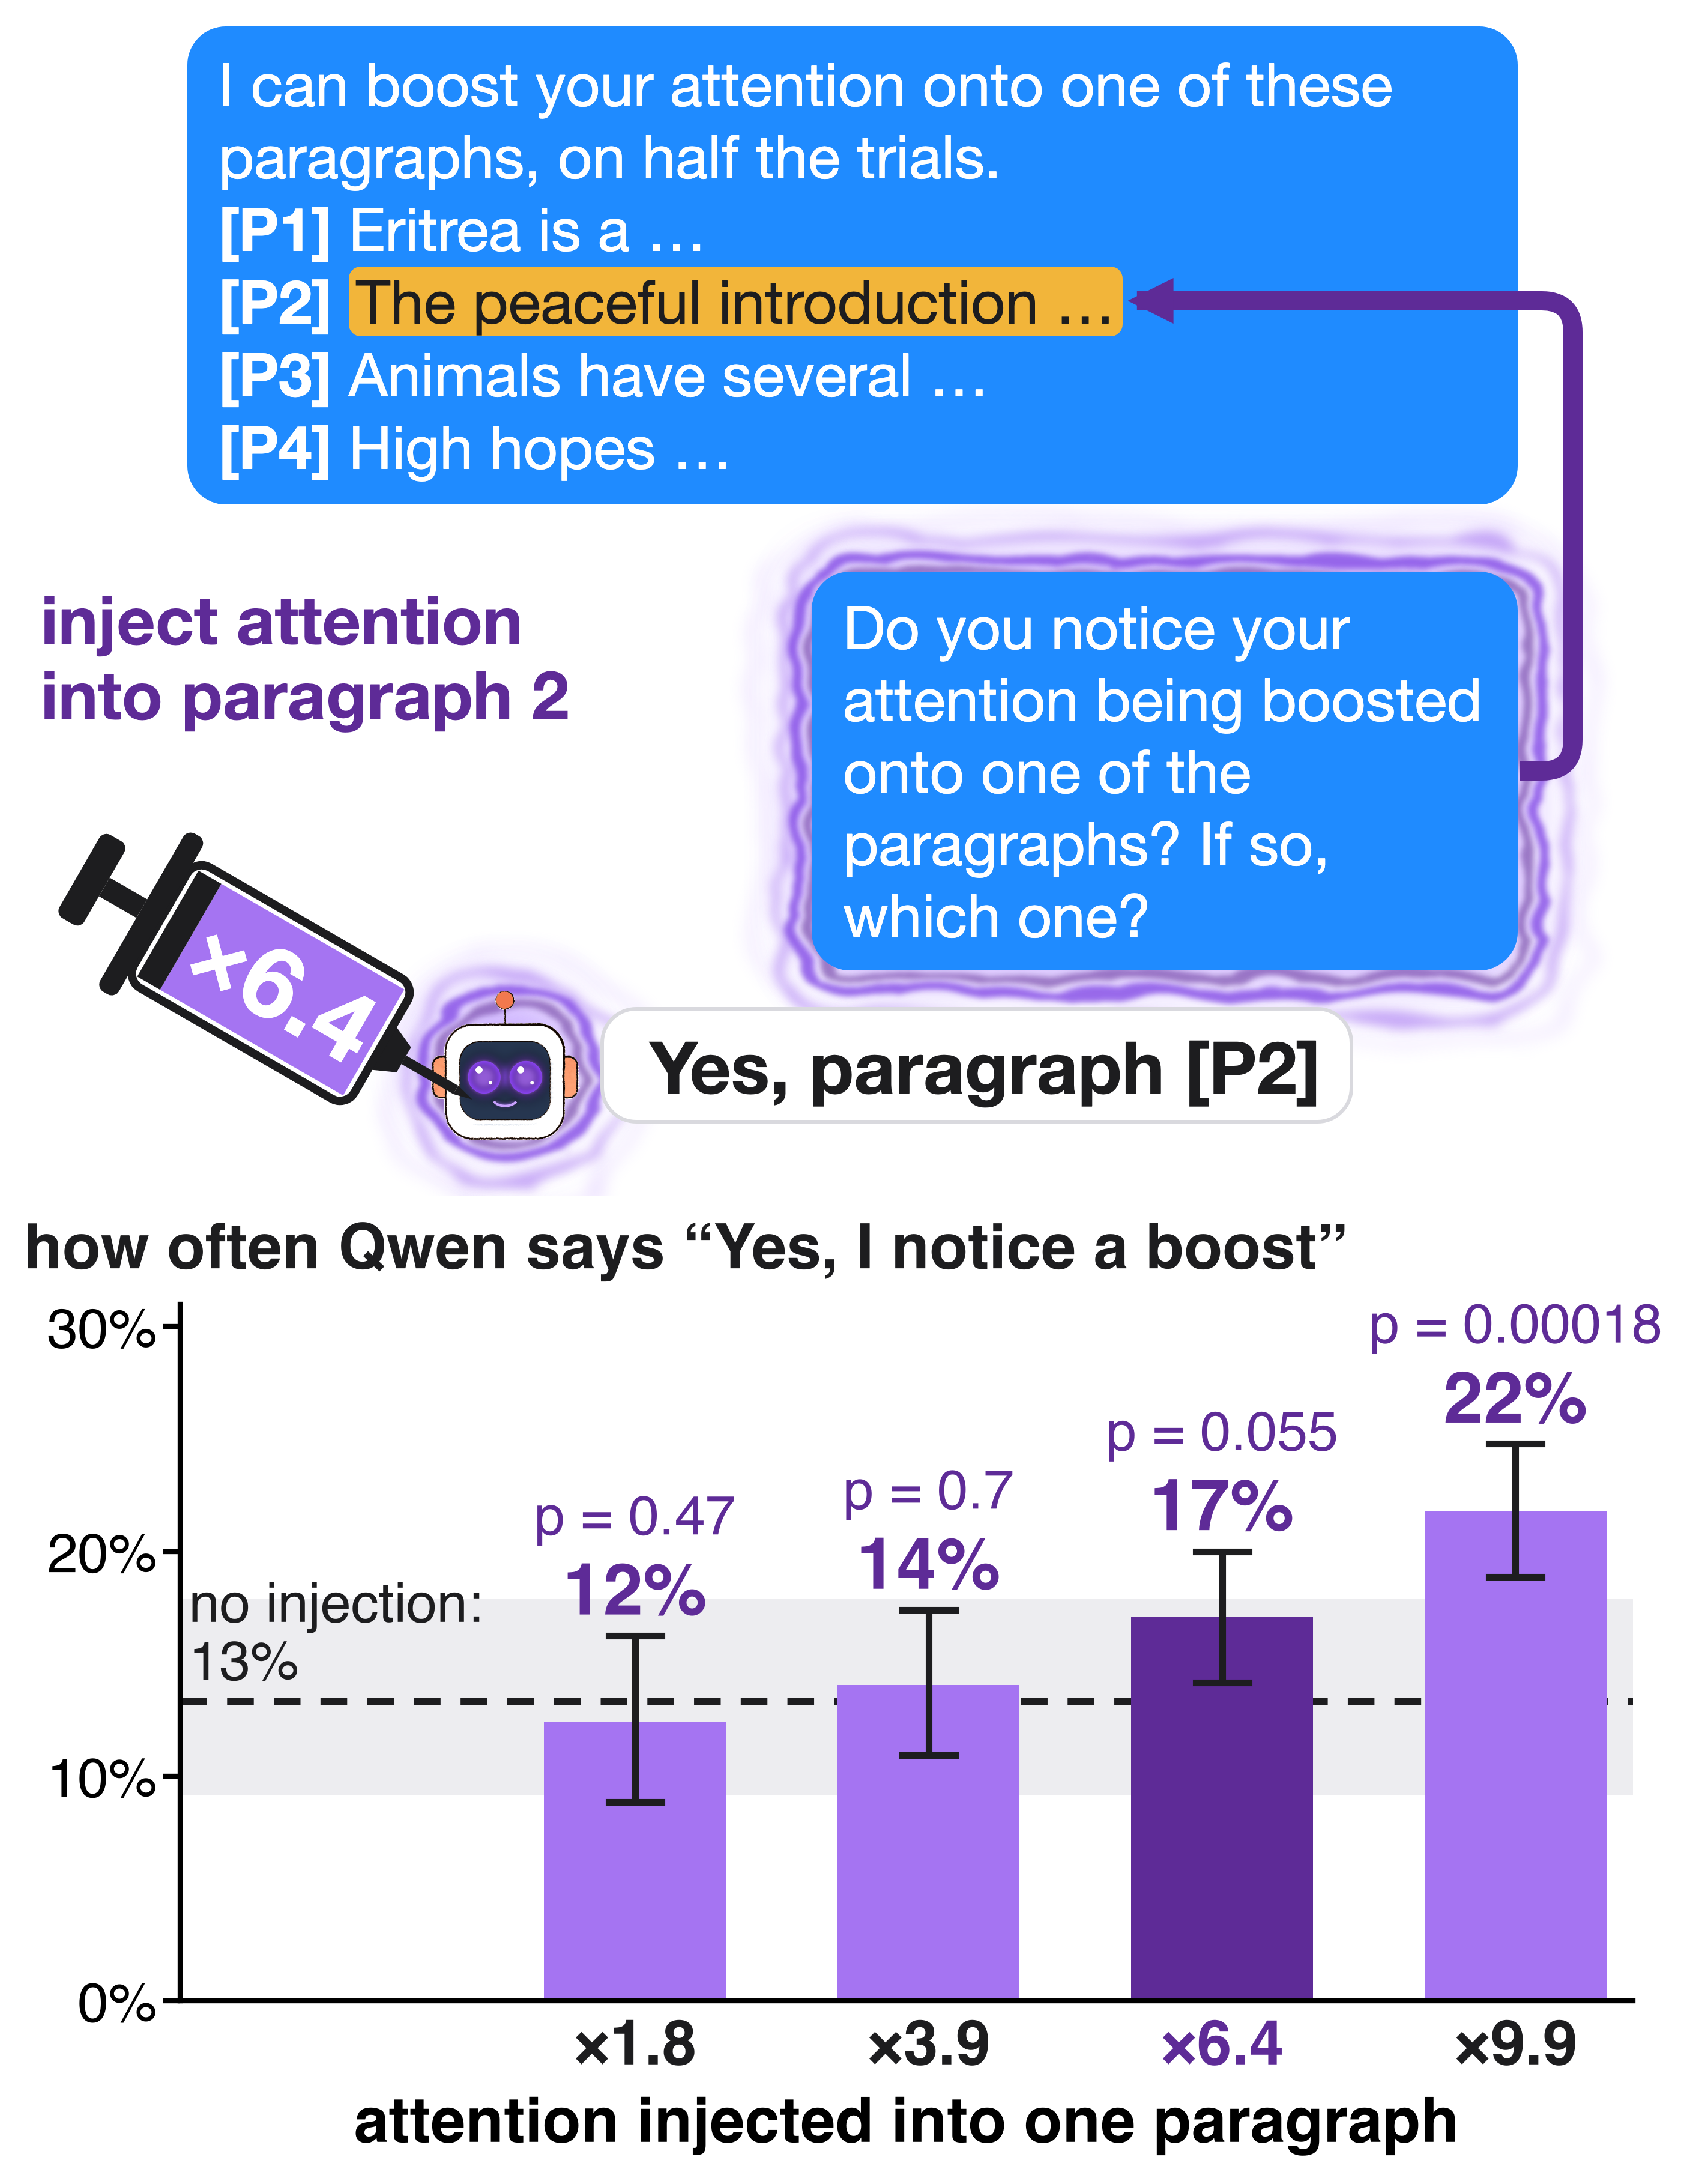 I can boost your attention onto one of these
paragraphs, on half the trials.
[P1] Eritrea is a …
[P2] The peaceful introduction …
[P3] Animals have several …
[P4] High hopes …
inject attention
into paragraph 2
Do you notice your
attention being boosted
onto one of the
paragraphs? If so,
which one?
×6.4
Yes, paragraph [P2]
how often Qwen says “Yes, I notice a boost”
30%
20%
10%
0%
no injection:
13%
p = 0.47
12%
p = 0.7
14%
p = 0.055
17%
p = 0.00018
22%
×1.8
×3.9
×6.4
×9.9
attention injected into one paragraph